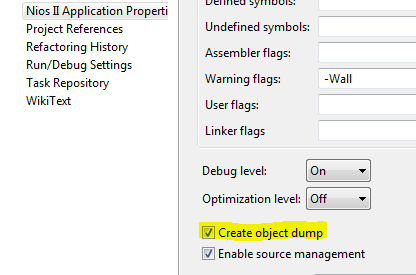 Nios II Application Properti
Project References
Refactoring History
Run/Debug Settings
Task Repository
WikiText
Defined symbols:
Undefined symbols:
Assembler flags:
Warning flags: -Wall
User flags:
Linker flags
Debug level: On
Optimization level: Off
Create object dump
Enable source management